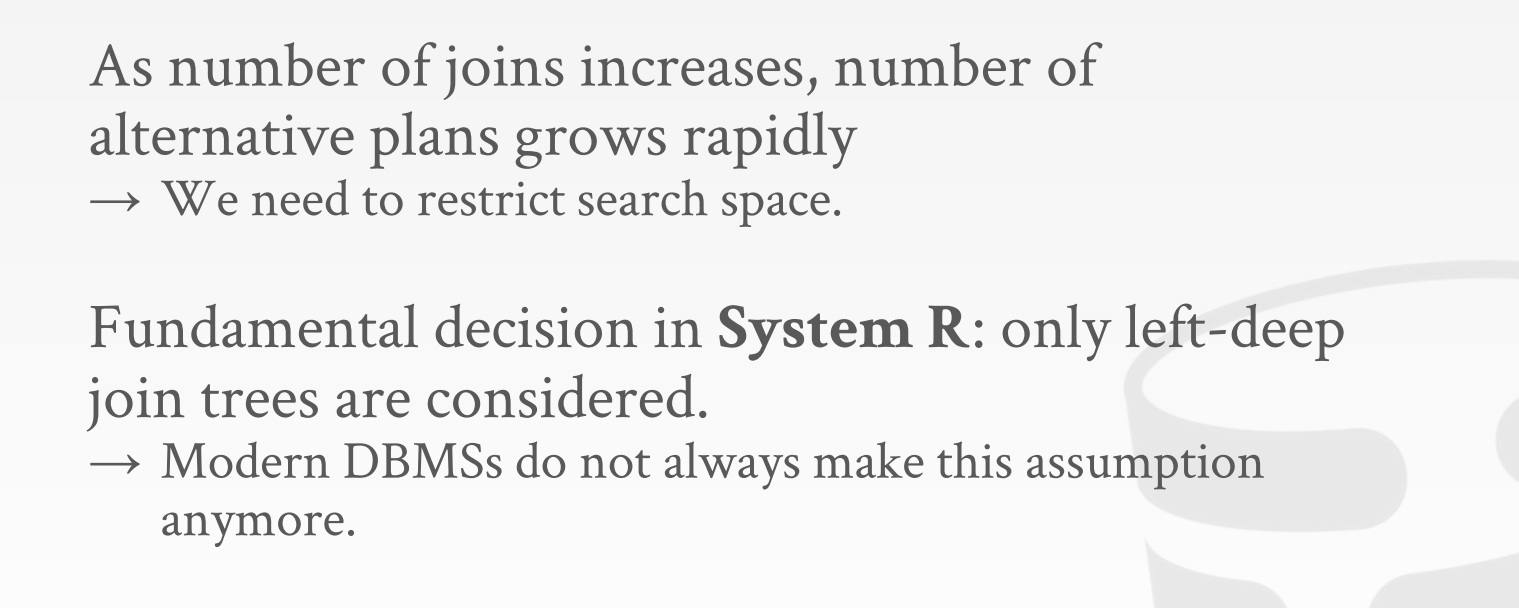 As number of joins increases, number of
alternative plans grows rapidly
→ We need to restrict search space.
Fundamental decision in System R: only left-deep
join trees are considered.
→ Modern DBMSs do not always make this assumption
anymore.